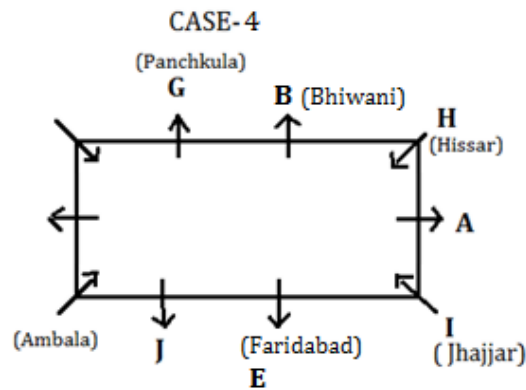 CASE-4
(Panchkula)
G
B (Bhiwani)
H
(Hissar)
A
(Ambala)
J
(Faridabad)
E
I
( Jhajjar)